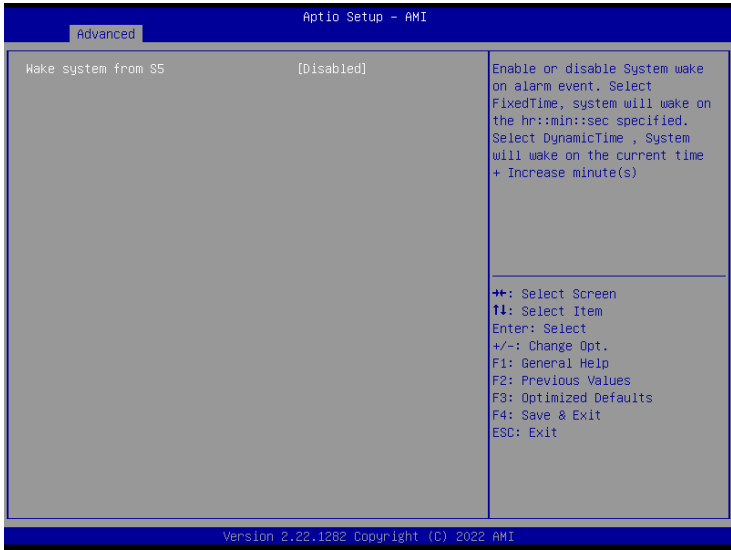 Aptio Setup – AMI
Advanced
Wake system from S5 [Disabled]
Enable or disable System wake
on alarm event. Select
FixedTime, system will wake on
the hr::min::sec specified.
Select DynamicTime , System
will wake on the current time
+ Increase minute(s)
→←: Select Screen
↑↓: Select Item
Enter: Select
+/-: Change Opt.
F1: General Help
F2: Previous Values
F3: Optimized Defaults
F4: Save & Exit
ESC: Exit
Version 2.22.1282 Copyright (C) 2022 AMI